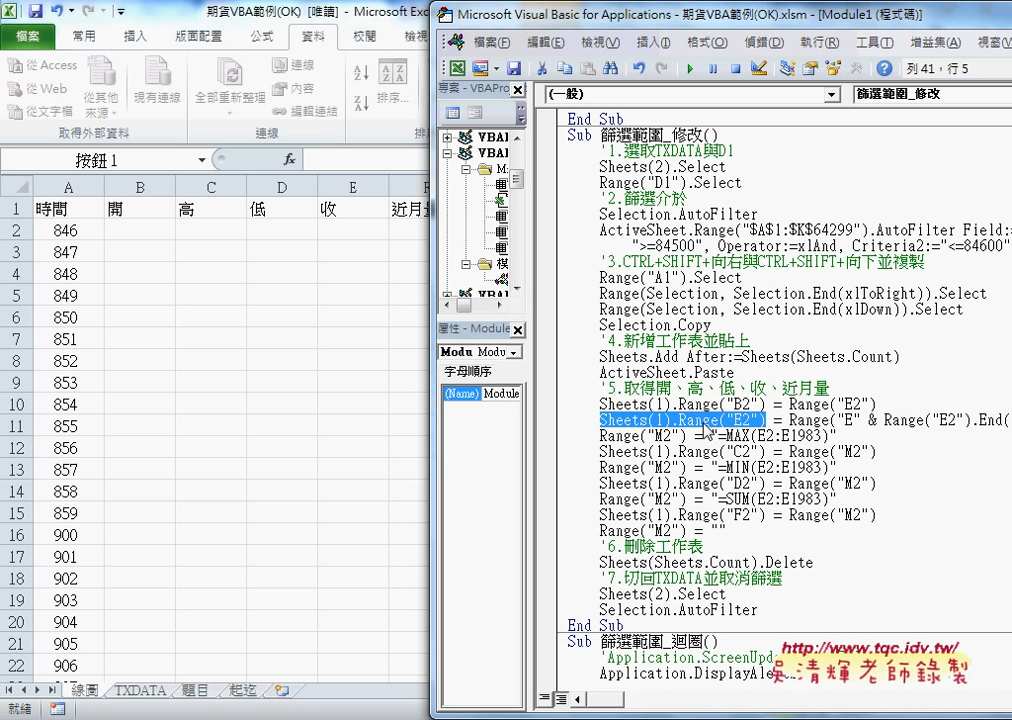 期貨VBA範例(OK) [唯讀] - Microsoft Exc
Microsoft Visual Basic for Applications - 期貨VBA範例(OK).xlsm - [Module1 (程式碼)]
檔案 常用 插入 版面配置 公式 資料 校閱 檢視
檔案(F) 編輯(E) 檢視(V) 插入(I) 格式(O) 偵錯(D) 執行(R) 工具(T) 增益集(A) 視窗(W
從 Access
從 Web
從文字檔
從其他來源
現有連線
全部重新整理
連線
內容
編輯連結
排序...
取得外部資料 連線
列 41，行 5
專案 - VBAPro
(一般) 篩選範圍_修改
按鈕 1 fx
A B C D E F
1 時間 開 高 低 收 近月量
2 846
3 847
4 848
5 849
6 850
7 851
8 852
9 853
10 854
11 855
12 856
13 857
14 858
15 859
16 900
17 901
18 902
19 903
20 904
21 905
22 906
線圖 TXDATA 題目 起迄
就緒
VBAI
VBAI
VBAI
屬性 - Module
Modu Modu
字母順序
(Name) Module
End Sub
Sub 篩選範圍_修改()
'1.選取TXDATA與D1
Sheets(2).Select
Range("D1").Select
'2.篩選介於
Selection.AutoFilter
ActiveSheet.Range("$A$1:$K$64299").AutoFilter Field:=
">=84500", Operator:=xlAnd, Criteria2:="<=84600"
'3.CTRL+SHIFT+向右與CTRL+SHIFT+向下並複製
Range("A1").Select
Range(Selection, Selection.End(xlToRight)).Select
Range(Selection, Selection.End(xlDown)).Select
Selection.Copy
'4.新增工作表並貼上
Sheets.Add After:=Sheets(Sheets.Count)
ActiveSheet.Paste
'5.取得開、高、低、收、近月量
Sheets(1).Range("B2") = Range("E2")
Sheets(1).Range("E2") = Range("E" & Range("E2").End(
Range("M2") = "=MAX(E2:E1983)"
Sheets(1).Range("C2") = Range("M2")
Range("M2") = "=MIN(E2:E1983)"
Sheets(1).Range("D2") = Range("M2")
Range("M2") = "=SUM(E2:E1983)"
Sheets(1).Range("F2") = Range("M2")
Range("M2") = ""
'6.刪除工作表
Sheets(Sheets.Count).Delete
'7.切回TXDATA並取消篩選
Sheets(2).Select
Selection.AutoFilter
End Sub
Sub 篩選範圍_迴圈()
'Application.ScreenUpd
Application.DisplayAle
http://www.tqc.idv.tw/
吳清輝老師錄製